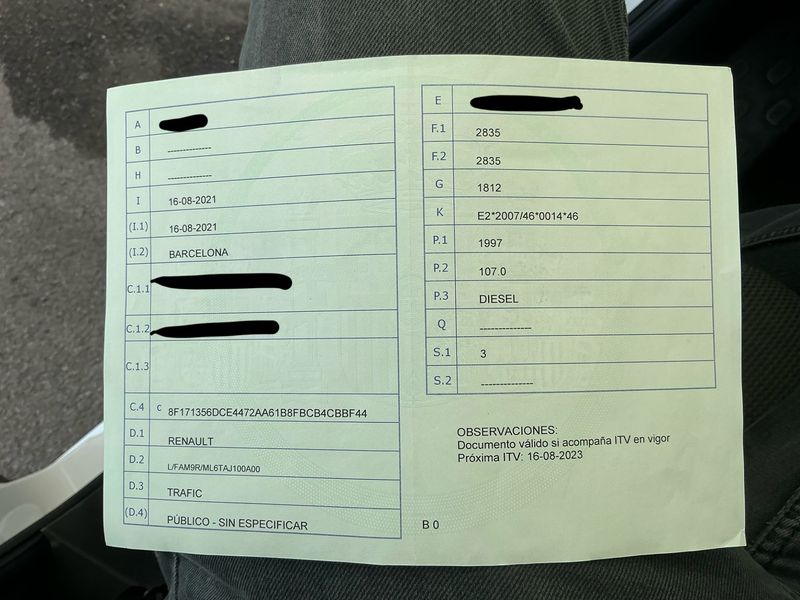 A
B --------------
H --------------
I 16-08-2021
(I.1) 16-08-2021
(I.2) BARCELONA
C.1.1
C.1.2
C.1.3
C.4 c 8F171356DCE4472AA61B8FBCB4CBBF44
D.1 RENAULT
D.2 L/FAM9R/ML6TAJ100A00
D.3 TRAFIC
(D.4) PÚBLICO - SIN ESPECIFICAR
E
F.1 2835
F.2 2835
G 1812
K E2*2007/46*0014*46
P.1 1997
P.2 107.0
P.3 DIESEL
Q --------------
S.1 3
S.2 --------------
OBSERVACIONES:
Documento válido si acompaña ITV en vigor
Próxima ITV: 16-08-2023
B 0